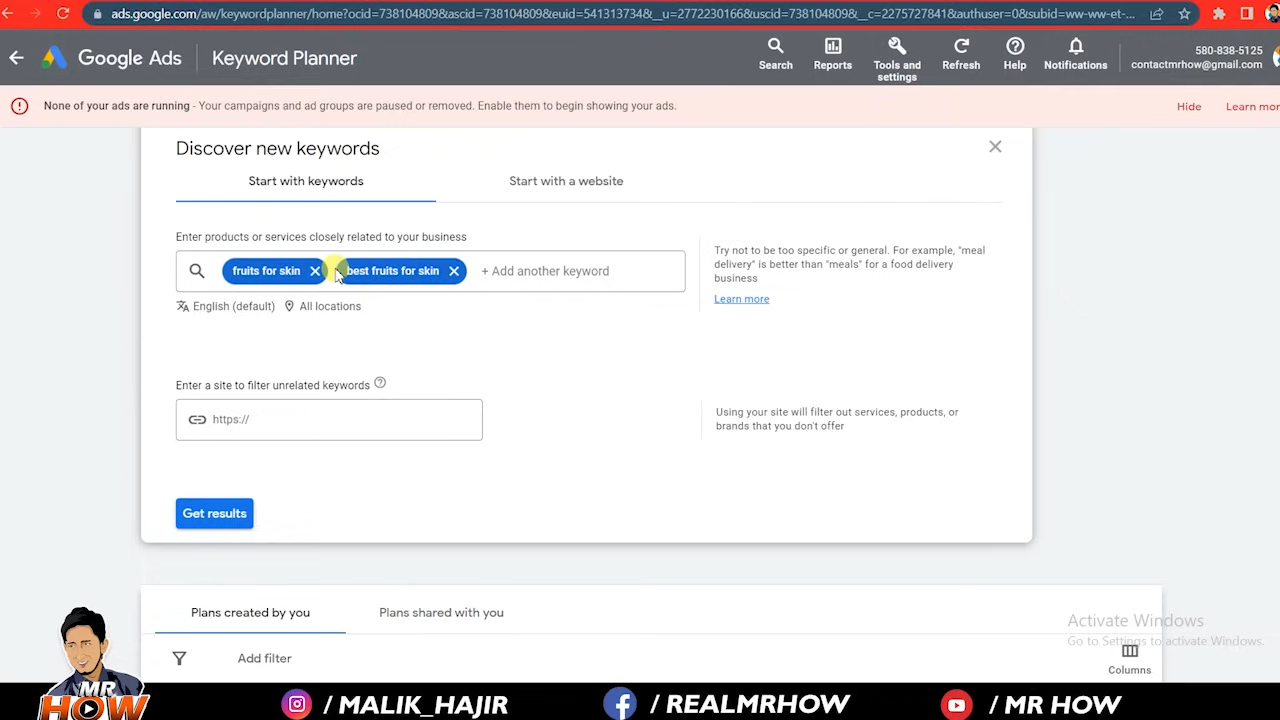 ads.google.com/aw/keywordplanner/home?ocid=738104809&ascid=738104809&euid=541313734&__u=2772230166&uscid=738104809&__c=2275727841&authuser=0&subid=ww-ww-et-...
Google Ads
Keyword Planner
Search
Reports
Tools and
settings
Refresh
Help
Notifications
580-838-5125
contactmrhow@gmail.com
None of your ads are running - Your campaigns and ad groups are paused or removed. Enable them to begin showing your ads.
Hide
Learn mor
Discover new keywords
Start with keywords
Start with a website
Enter products or services closely related to your business
fruits for skin
best fruits for skin
+ Add another keyword
English (default)
All locations
Try not to be too specific or general. For example, "meal
delivery" is better than "meals" for a food delivery
business
Learn more
Enter a site to filter unrelated keywords
https://
Using your site will filter out services, products, or
brands that you don't offer
Get results
Plans created by you
Plans shared with you
Add filter
Columns
Activate Windows
Go to Settings to activate Windows.
MR
HOW
/ MALIK_HAJIR
/ REALMRHOW
/ MR HOW